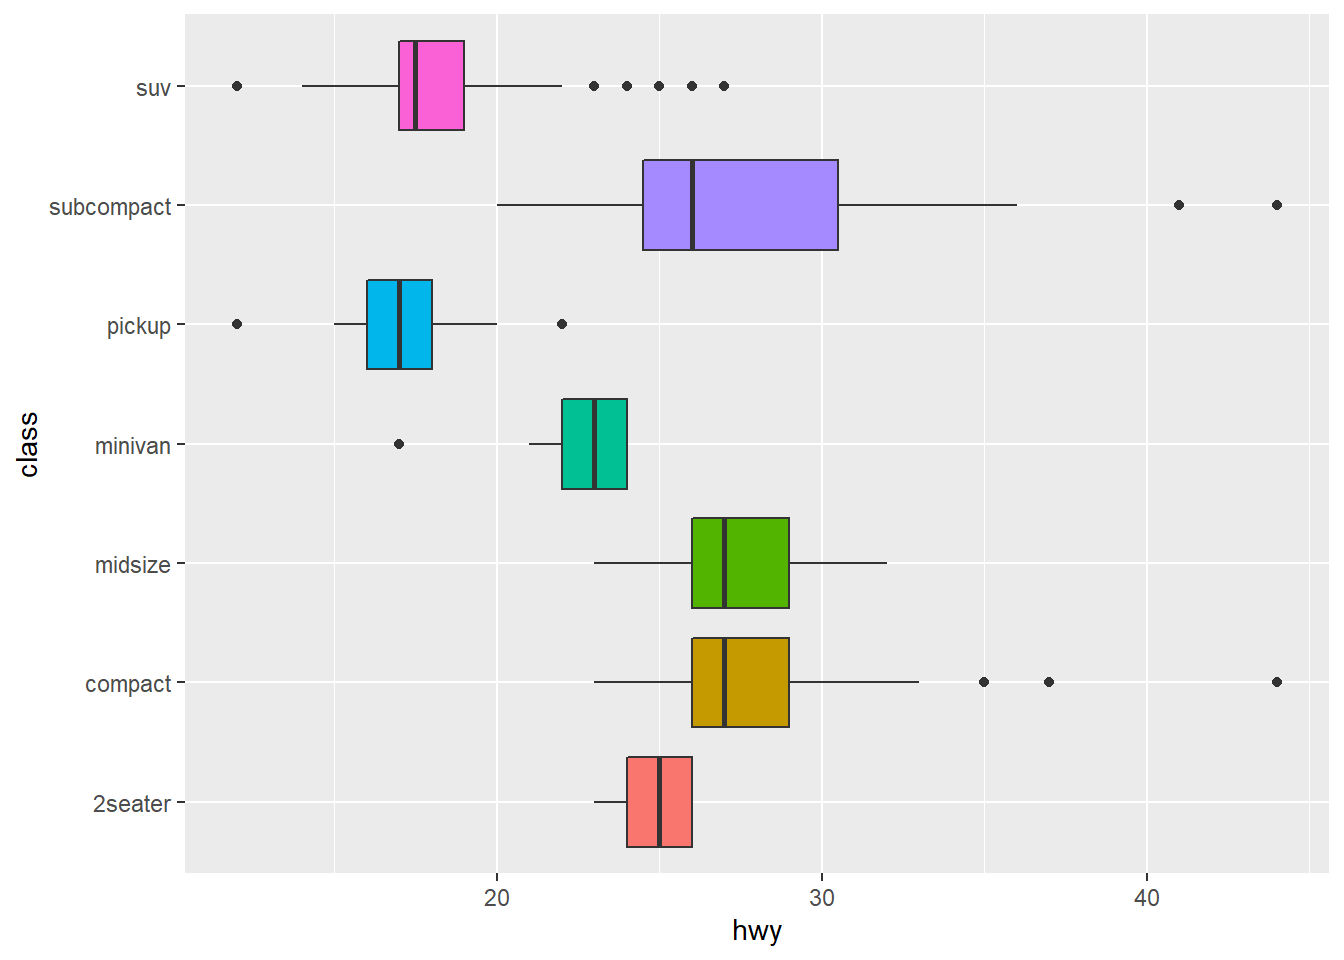 suv
subcompact
pickup
minivan
midsize
compact
2seater
class
20 30 40
hwy